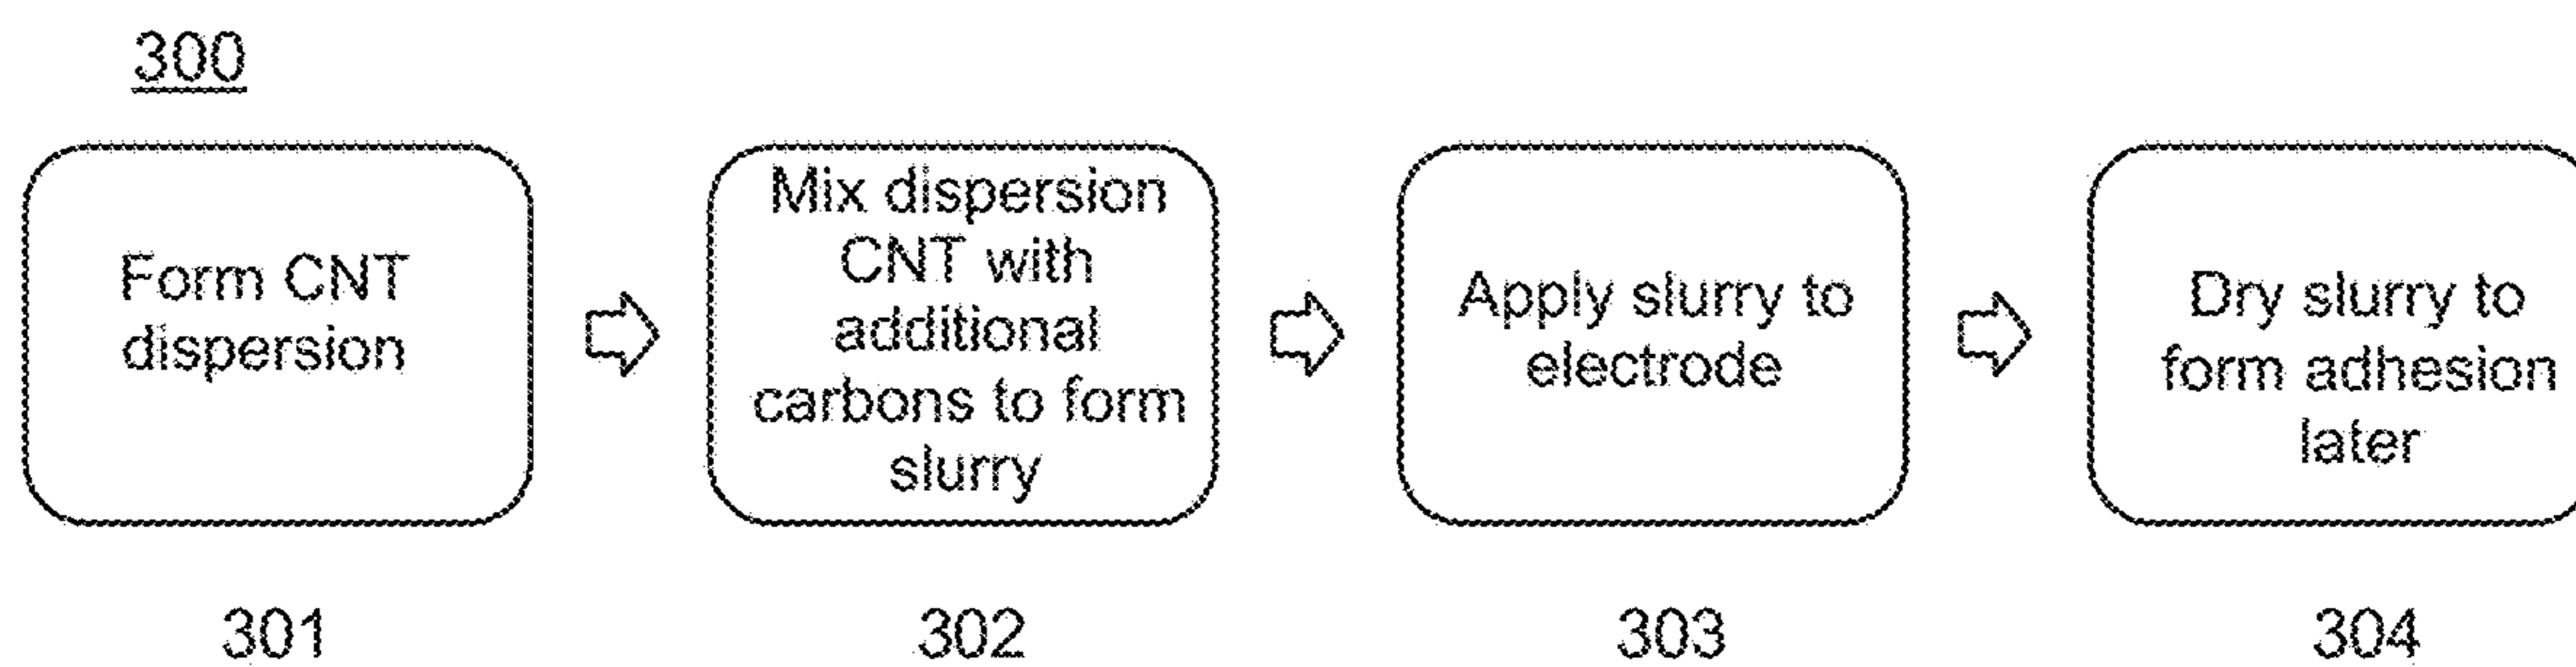 300
Form CNT
dispersion
Mix dispersion
CNT with
additional
carbons to form
slurry
Apply slurry to
electrode
Dry slurry to
form adhesion
later
301
302
303
304